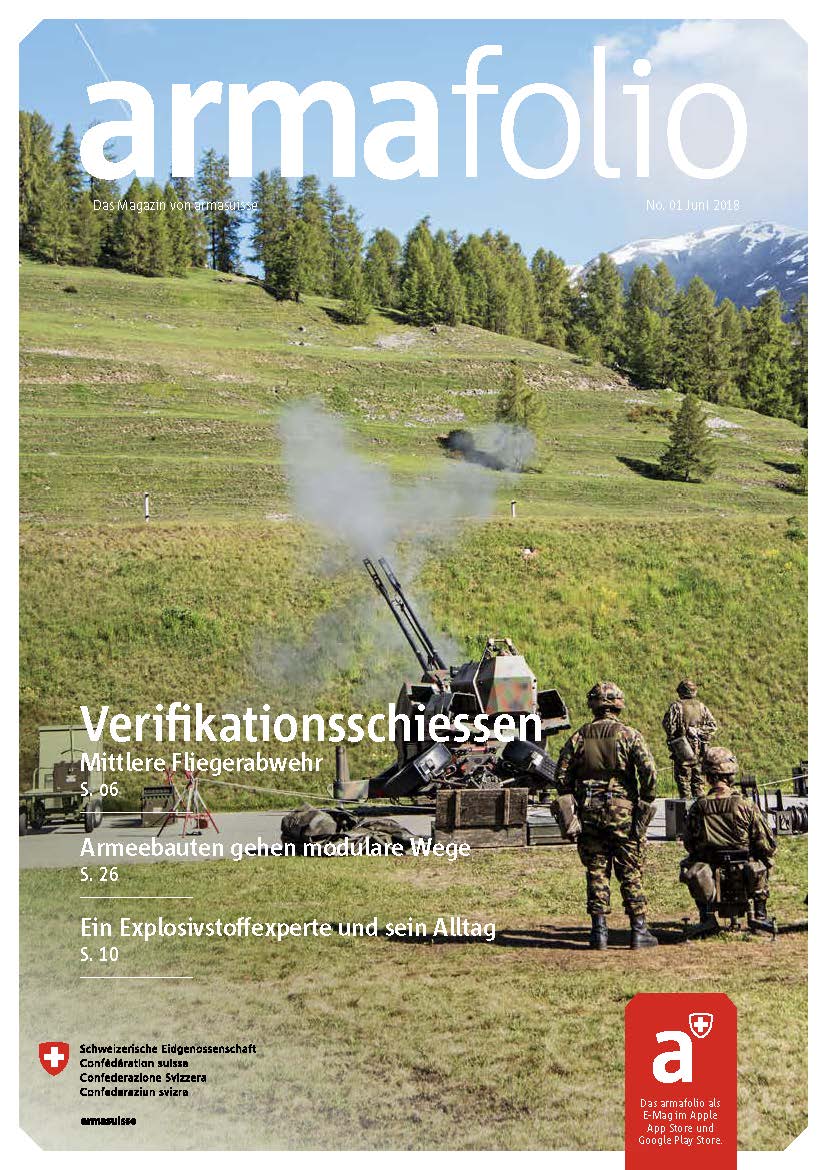 armafolio
Das Magazin von armasuisse
No. 01 Juni 2018
Verifikationsschiessen
Mittlere Fliegerabwehr
S. 06
Armeebauten gehen modulare Wege
S. 26
Ein Explosivstoffexperte und sein Alltag
S. 10
Schweizerische Eidgenossenschaft
Confédération suisse
Confederazione Svizzera
Confederaziun svizra
armasuisse
a
Das armafolio als
E-Mag im Apple
App Store und
Google Play Store.